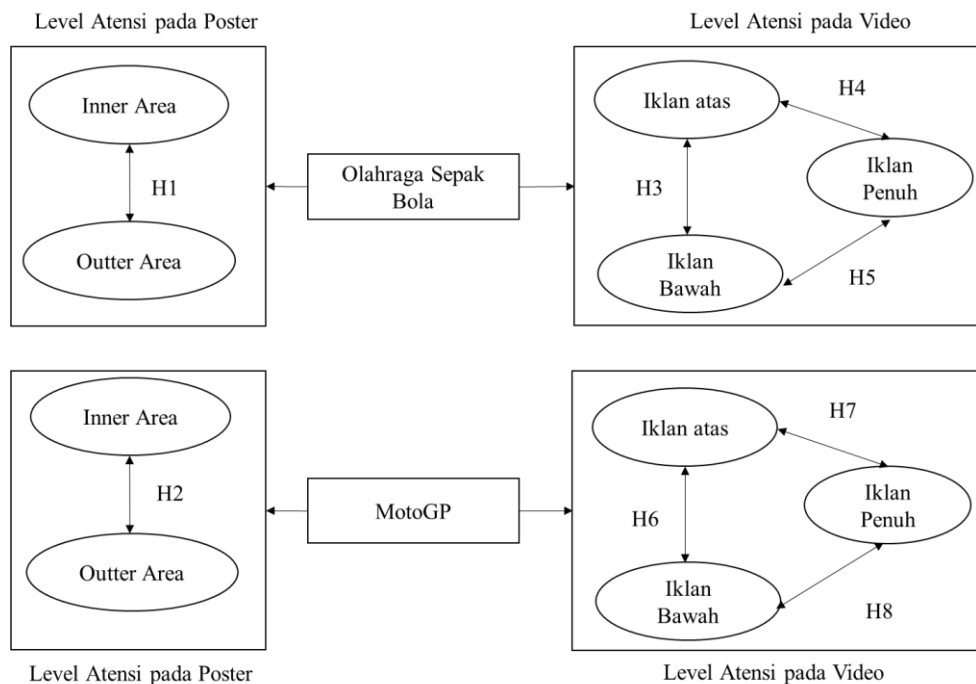 Level Atensi pada Poster
Inner Area
H1
Outter Area
Olahraga Sepak
Bola
Level Atensi pada Video
Iklan atas
H4
H3
Iklan
Penuh
Iklan
Bawah
H5
Inner Area
H2
Outter Area
Level Atensi pada Poster
MotoGP
Iklan atas
H7
H6
Iklan
Penuh
Iklan
Bawah
H8
Level Atensi pada Video